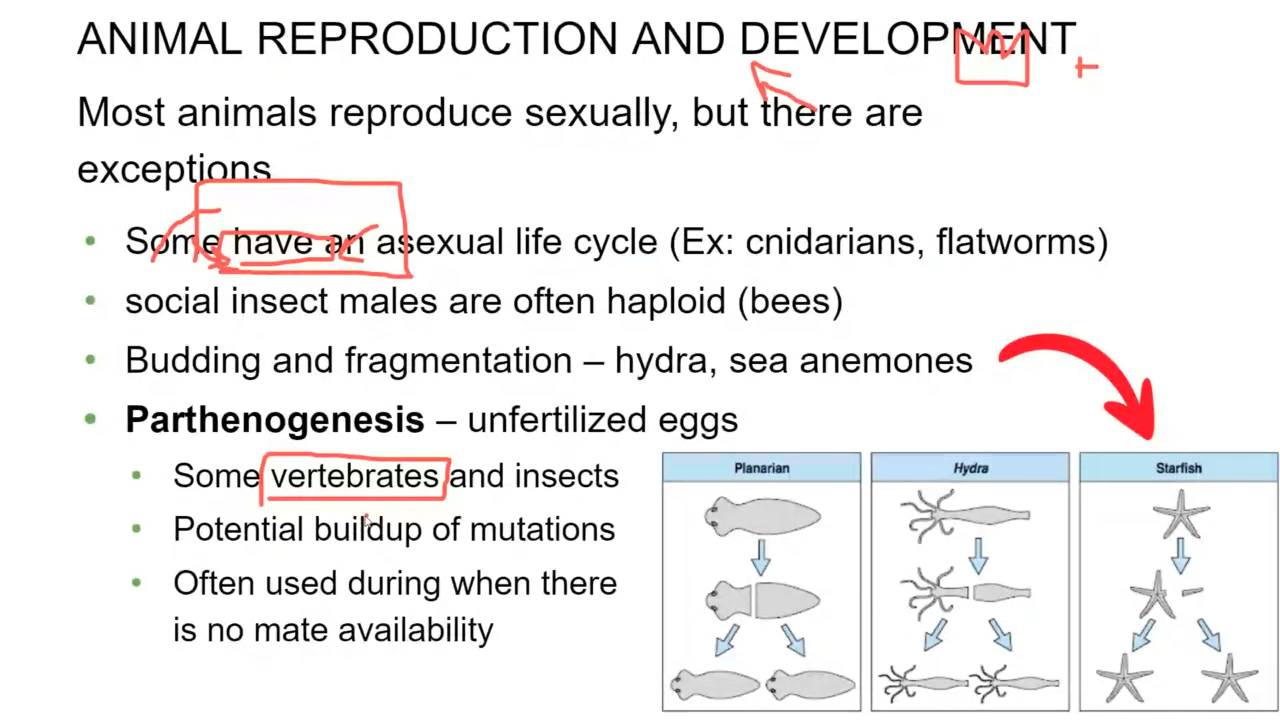 ANIMAL REPRODUCTION AND DEVELOPMENT
Most animals reproduce sexually, but there are
exceptions
• Some have an asexual life cycle (Ex: cnidarians, flatworms)
• social insect males are often haploid (bees)
• Budding and fragmentation – hydra, sea anemones
• Parthenogenesis – unfertilized eggs
• Some vertebrates and insects
• Potential buildup of mutations
• Often used during when there
is no mate availability
Planarian
Hydra
Starfish